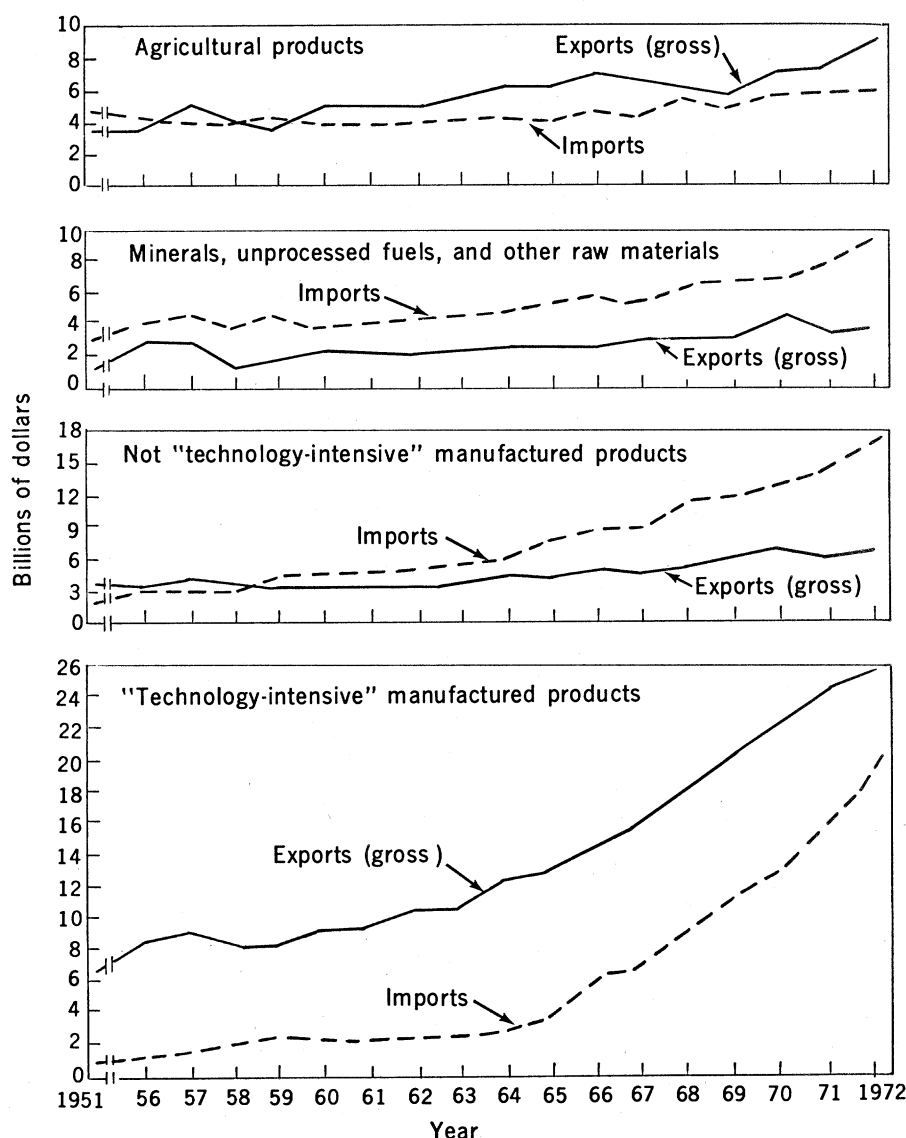 10
Agricultural products
Exports (gross)
8
6
4
Imports
2
0
10
Minerals, unprocessed fuels, and other raw materials
8
Imports
6
4
2
Exports (gross)
0
Billions of dollars
18
Not "technology-intensive" manufactured products
15
12
Imports
9
6
Exports (gross)
3
0
26
"Technology-intensive" manufactured products
24
22
20
18
16
Exports (gross)
14
12
10
8
6
Imports
4
2
0
1951 56 57 58 59 60 61 62 63 64 65 66 67 68 69 70 71 1972
Year